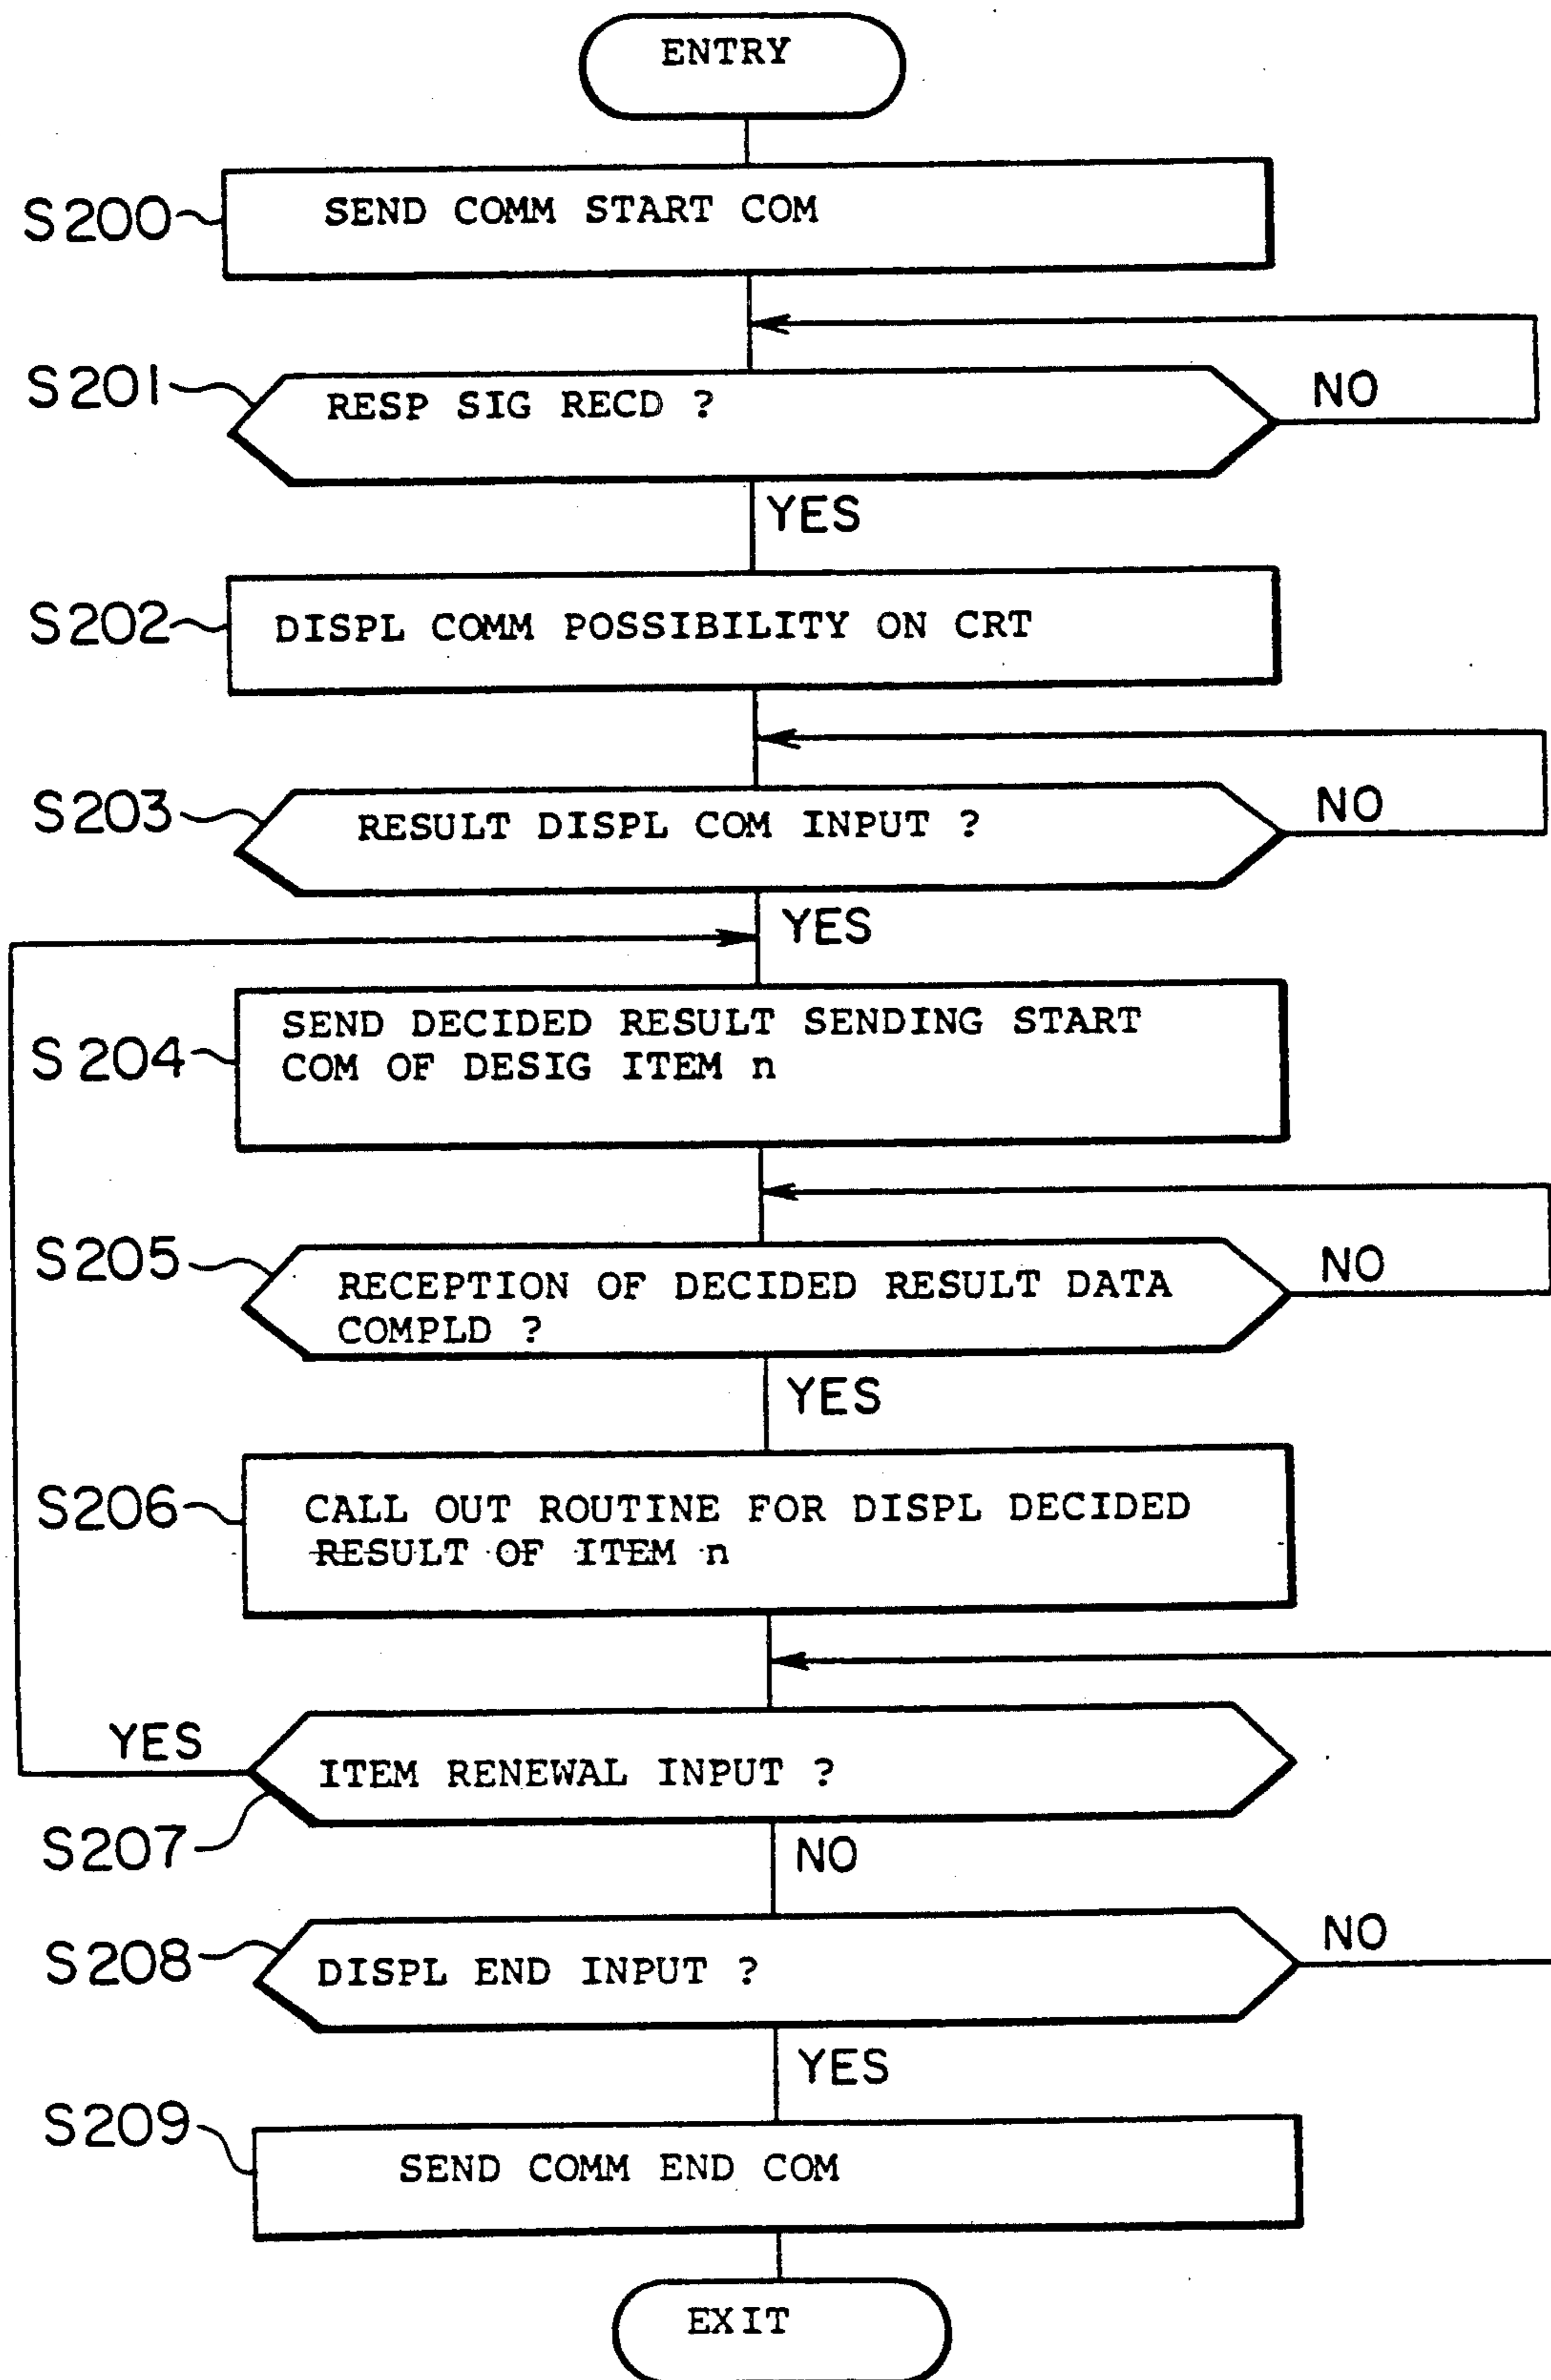 ENTRY
S200
SEND COMM START COM
S201
RESP SIG RECD ?
NO
YES
S202
DISPL COMM POSSIBILITY ON CRT
S203
RESULT DISPL COM INPUT ?
NO
YES
S204
SEND DECIDED RESULT SENDING START
COM OF DESIG ITEM n
S205
RECEPTION OF DECIDED RESULT DATA
COMPLD ?
NO
YES
S206
CALL OUT ROUTINE FOR DISPL DECIDED
RESULT OF ITEM n
YES
ITEM RENEWAL INPUT ?
S207
NO
S208
DISPL END INPUT ?
NO
YES
S209
SEND COMM END COM
EXIT